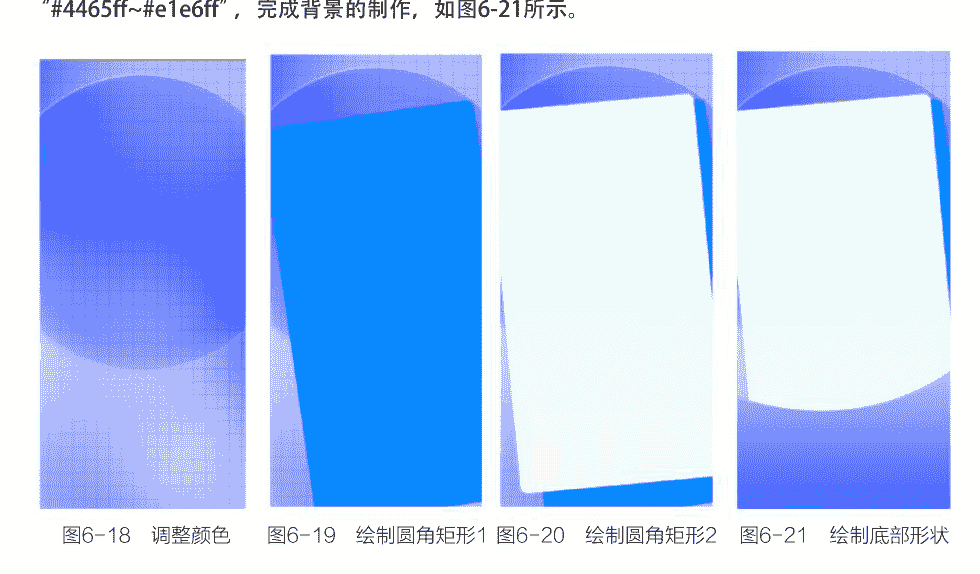 "#4465ff~#e1e6ff"，完成背景的制作，如图6-21所示。
图6-18 调整颜色
图6-19 绘制圆角矩形1
图6-20 绘制圆角矩形2
图6-21 绘制底部形状